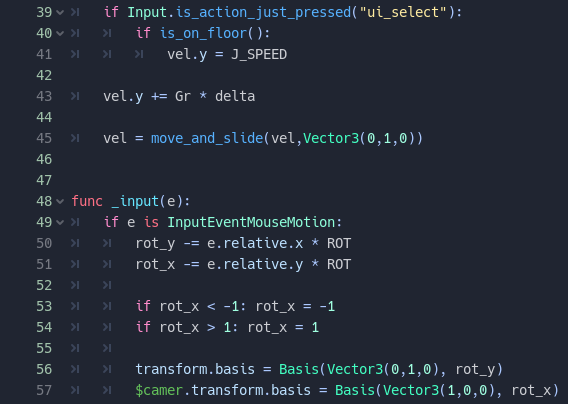 39 if Input.is_action_just_pressed("ui_select"):
40 if is_on_floor():
41 vel.y = J_SPEED
42
43 vel.y += Gr * delta
44
45 vel = move_and_slide(vel,Vector3(0,1,0))
46
47
48 func _input(e):
49 if e is InputEventMouseMotion:
50 rot_y -= e.relative.x * ROT
51 rot_x -= e.relative.y * ROT
52
53 if rot_x < -1: rot_x = -1
54 if rot_x > 1: rot_x = 1
55
56 transform.basis = Basis(Vector3(0,1,0), rot_y)
57 $camer.transform.basis = Basis(Vector3(1,0,0), rot_x)